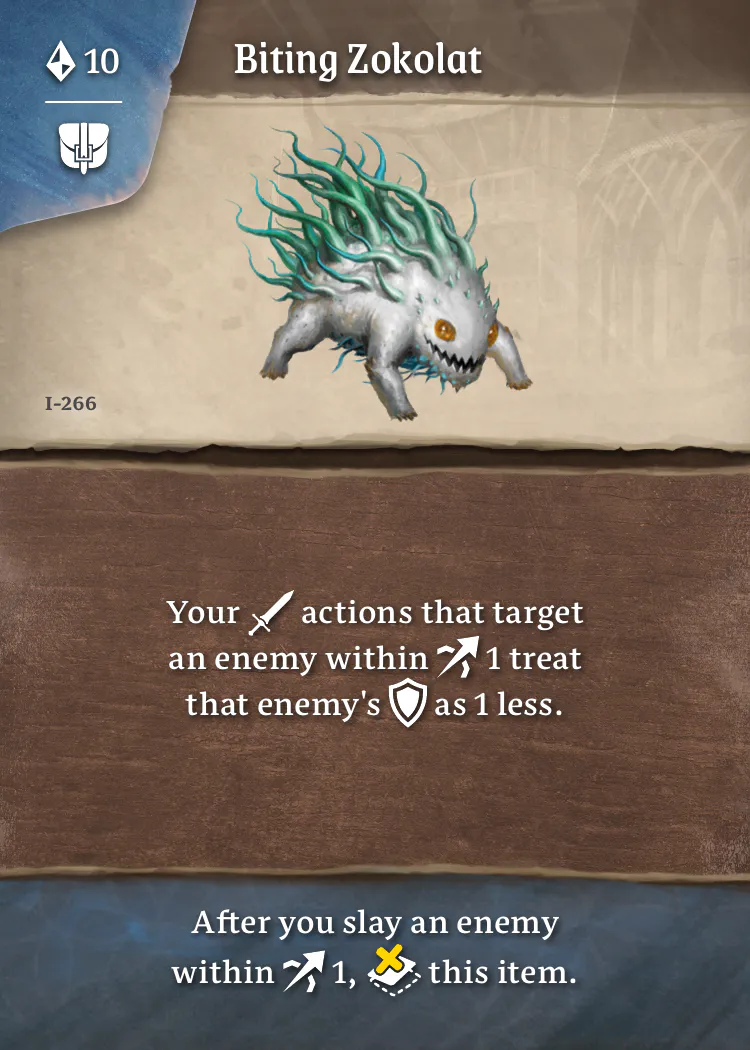 10
Biting Zokolat
I-266
Your actions that target
an enemy within 1 treat
that enemy's as 1 less.
After you slay an enemy
within 1, this item.